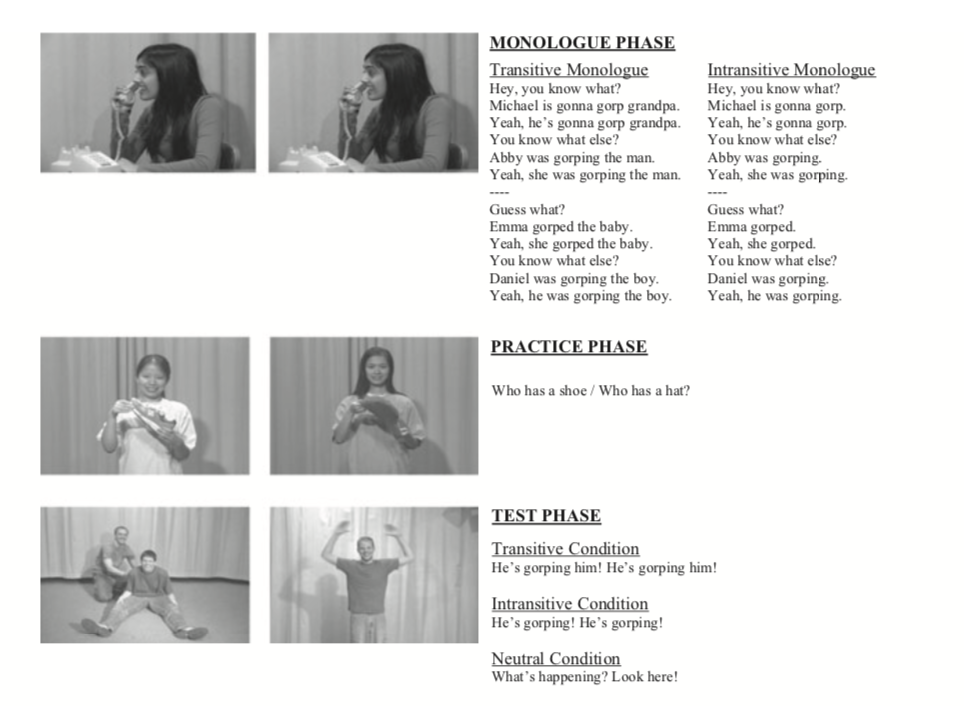 MONOLOGUE PHASE
Transitive Monologue
Hey, you know what?
Michael is gonna gorp grandpa.
Yeah, he's gonna gorp grandpa.
You know what else?
Abby was gorping the man.
Yeah, she was gorping the man.
----
Guess what?
Emma gorped the baby.
Yeah, she gorped the baby.
You know what else?
Daniel was gorping the boy.
Yeah, he was gorping the boy.
Intransitive Monologue
Hey, you know what?
Michael is gonna gorp.
Yeah, he's gonna gorp.
You know what else?
Abby was gorping.
Yeah, she was gorping.
----
Guess what?
Emma gorped.
Yeah, she gorped.
You know what else?
Daniel was gorping.
Yeah, he was gorping.
PRACTICE PHASE
Who has a shoe / Who has a hat?
TEST PHASE
Transitive Condition
He's gorping him! He's gorping him!
Intransitive Condition
He's gorping! He's gorping!
Neutral Condition
What's happening? Look here!